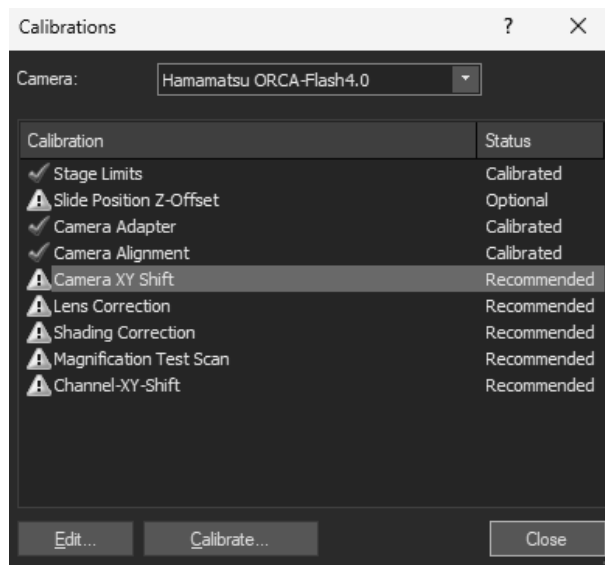 Calibrations ?
Camera: Hamamatsu ORCA-Flash4.0
Calibration Status
Stage Limits Calibrated
Slide Position Z-Offset Optional
Camera Adapter Calibrated
Camera Alignment Calibrated
Camera XY Shift Recommended
Lens Correction Recommended
Shading Correction Recommended
Magnification Test Scan Recommended
Channel-XY-Shift Recommended
Edit... Calibrate... Close